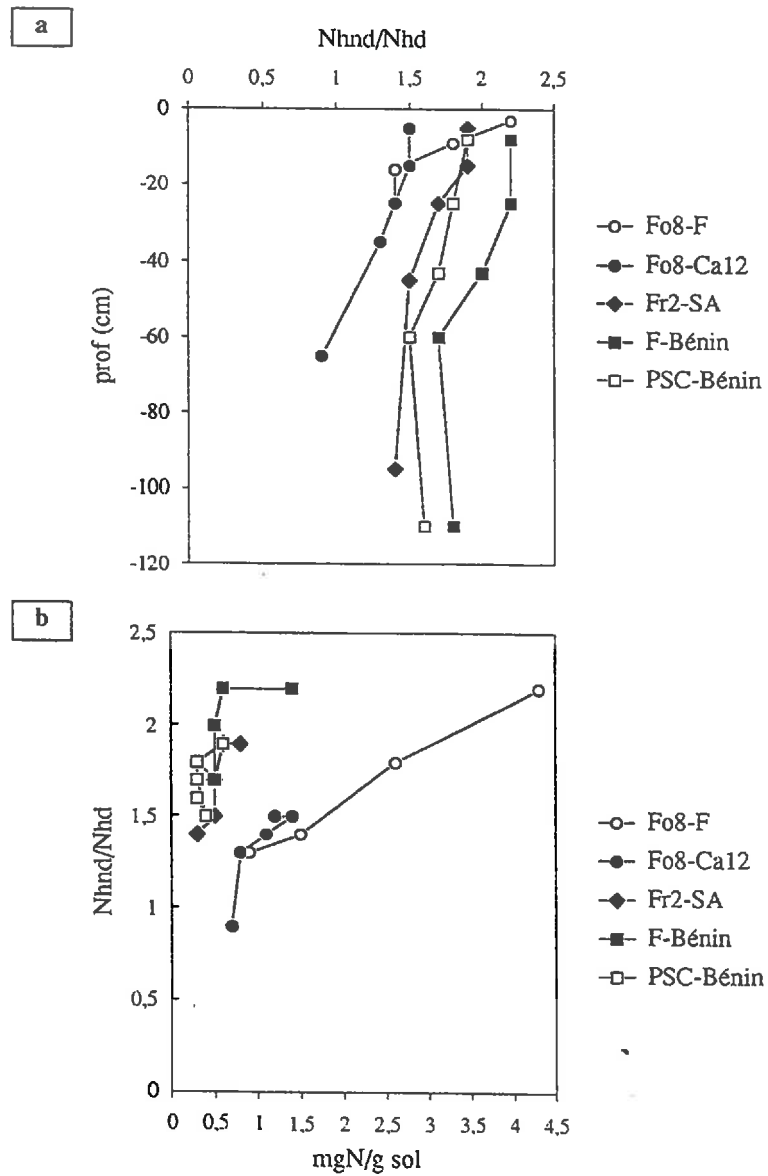 a
Nhnd/Nhd
0 0,5 1 1,5 2 2,5
0
-20
-40
-60
-80
-100
-120
prof (cm)
Fo8-F
Fo8-Ca12
Fr2-SA
F-Bénin
PSC-Bénin
b
2,5
2
1,5
1
0,5
0
Nhnd/Nhd
0 0,5 1 1,5 2 2,5 3 3,5 4 4,5
mgN/g sol
Fo8-F
Fo8-Ca12
Fr2-SA
F-Bénin
PSC-Bénin